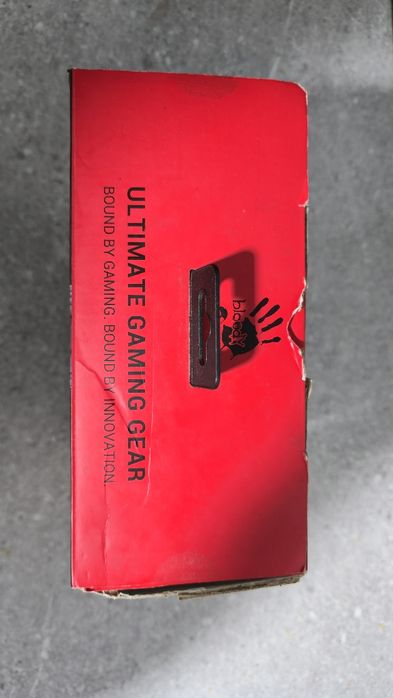 bloody
ULTIMATE GAMING GEAR
BOUND BY GAMING. BOUND BY INNOVATION.